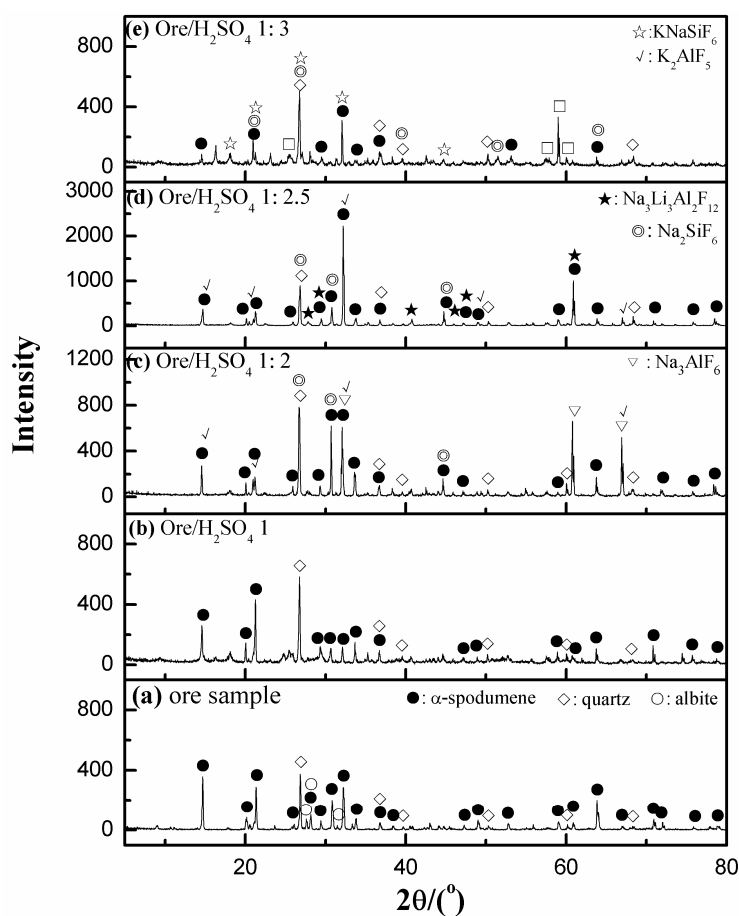 (e) Ore/H₂SO₄ 1:3
☆:KNaSiF₆
✓: K₂AlF₅
800
400
0
(d) Ore/H₂SO₄ 1:2.5
★: Na₃Li₃Al₂F₁₂
◎: Na₂SiF₆
3000
2000
1000
0
(c) Ore/H₂SO₄ 1:2
▽: Na₃AlF₆
1200
800
400
0
(b) Ore/H₂SO₄ 1
800
400
0
(a) ore sample
●: α-spodumene ◇: quartz ○: albite
800
400
0
0 20 40 60 80
Intensity
2θ/(°)